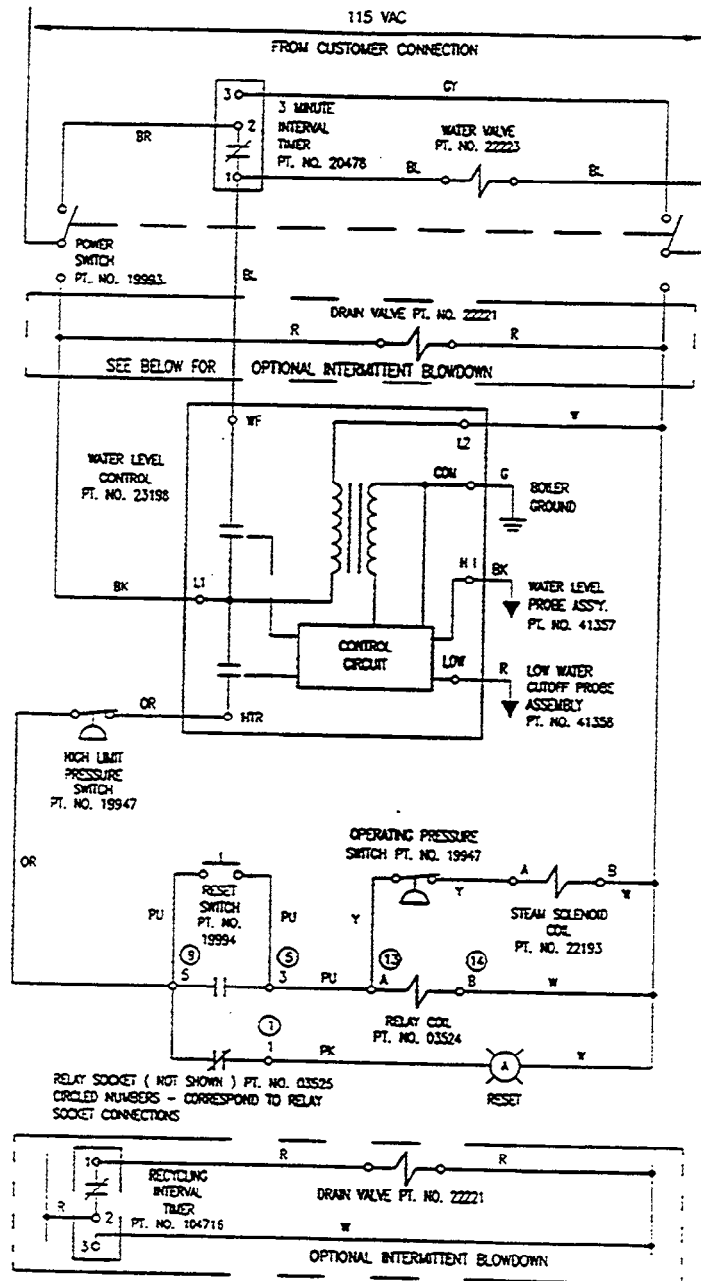 115 VAC
FROM CUSTOMER CONNECTION
3
3 MINUTE
INTERVAL
TIMER
PT. NO. 20478
GY
BR
2
WATER VALVE
PT. NO. 22223
1
BL
BL
POWER
SWITCH
PT. NO. 19993
BL
DRAIN VALVE PT. NO. 22221
R
R
SEE BELOW FOR OPTIONAL INTERMITTENT BLOWDOWN
WF
L2
W
WATER LEVEL
CONTROL
PT. NO. 23198
COM
G
BOILER
GROUND
H I
BK
BK
L1
WATER LEVEL
PROBE ASS'Y.
PT. NO. 41357
CONTROL
CIRCUIT
LOW
R
LOW WATER
CUTOFF PROBE
ASSEMBLY
PT. NO. 41358
OR
HTR
HIGH LIMIT
PRESSURE
SWITCH
PT. NO. 19947
OR
OPERATING PRESSURE
SWITCH PT. NO. 19947
A
B
Y
W
RESET
SWITCH
PT. NO.
19994
PU
PU
Y
STEAM SOLENOID
COIL
PT. NO. 22193
9
5
13
14
5
3
PU
A
B
W
RELAY COIL
PT. NO. 03524
1
1
PK
A
W
RESET
RELAY SOCKET ( NOT SHOWN ) PT. NO. 03525
CIRCLED NUMBERS - CORRESPOND TO RELAY
SOCKET CONNECTIONS
1
R
R
RECYCLING
INTERVAL
TIMER
PT. NO. 104716
DRAIN VALVE PT. NO. 22221
R
2
W
3
OPTIONAL INTERMITTENT BLOWDOWN